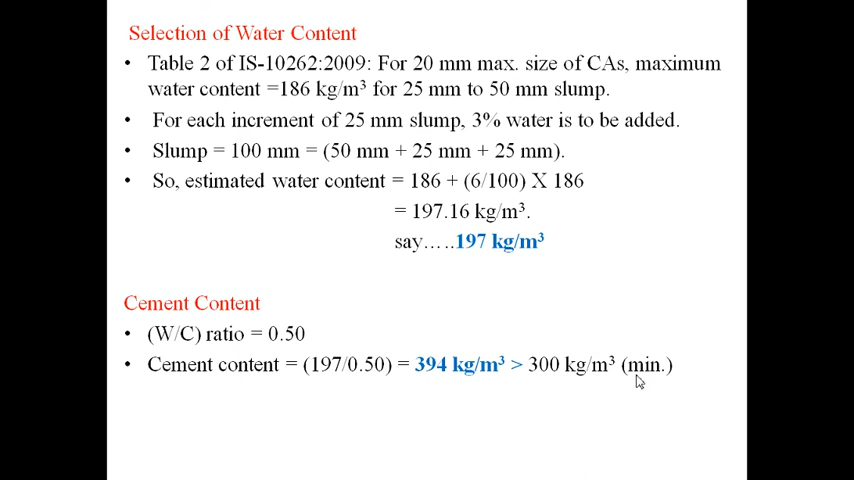 Selection of Water Content
• Table 2 of IS-10262:2009: For 20 mm max. size of CAs, maximum
water content =186 kg/m³ for 25 mm to 50 mm slump.
• For each increment of 25 mm slump, 3% water is to be added.
• Slump = 100 mm = (50 mm + 25 mm + 25 mm).
• So, estimated water content = 186 + (6/100) X 186
= 197.16 kg/m³.
say.….197 kg/m³
Cement Content
• (W/C) ratio = 0.50
• Cement content = (197/0.50) = 394 kg/m³ > 300 kg/m³ (min.)